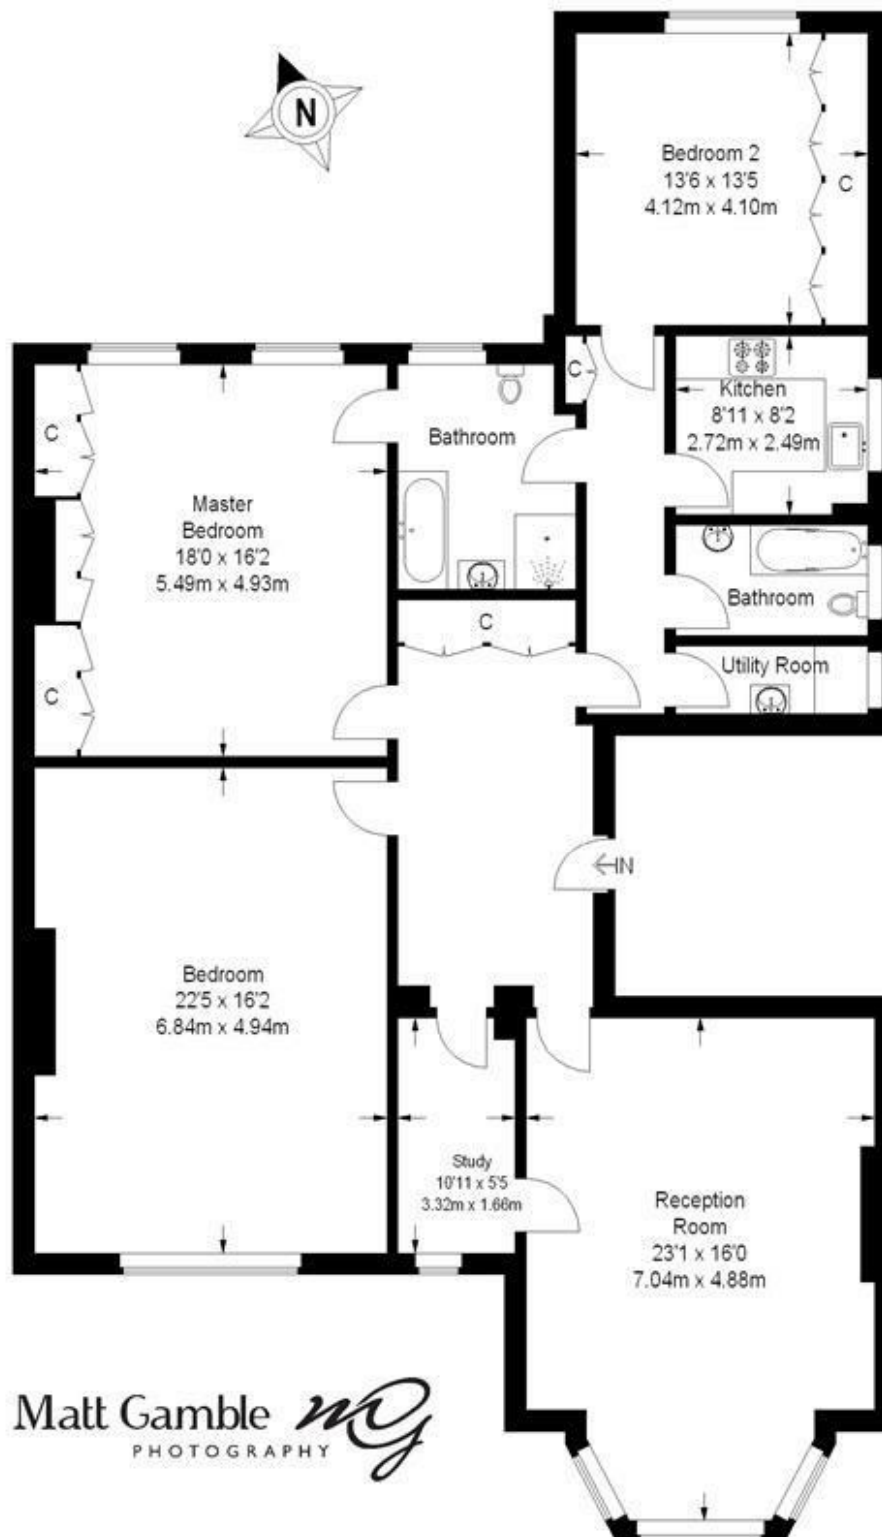 N
Bedroom 2
13'6 x 13'5
4.12m x 4.10m
C
C
Kitchen
8'11 x 8'2
2.72m x 2.49m
C
Bathroom
Master
Bedroom
18'0 x 16'2
5.49m x 4.93m
Bathroom
C
C
Utility Room
IN
Bedroom
22'5 x 16'2
6.84m x 4.94m
Study
10'11 x 5'5
3.32m x 1.66m
Reception
Room
23'1 x 16'0
7.04m x 4.88m
Matt Gamble mg
PHOTOGRAPHY